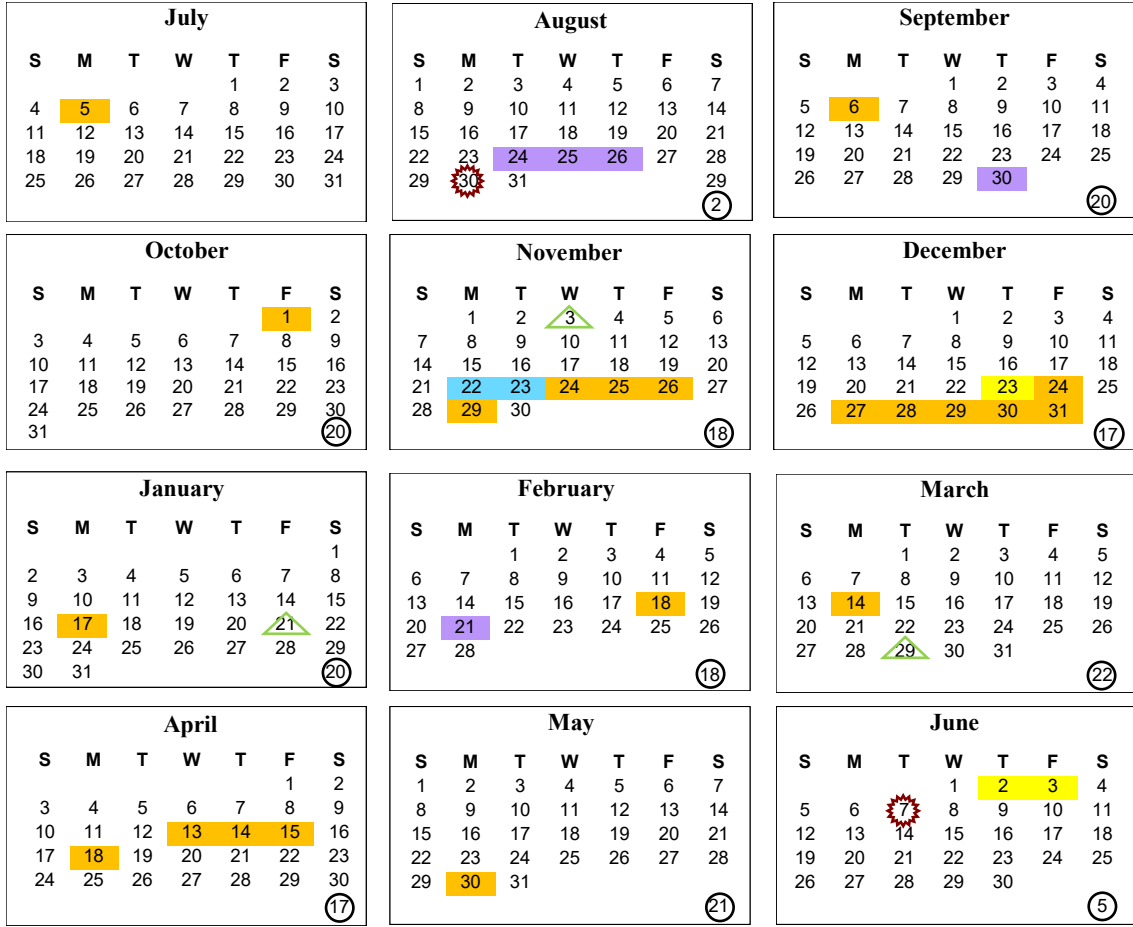 July
S M T W T F S
1 2 3
4 5 6 7 8 9 10
11 12 13 14 15 16 17
18 19 20 21 22 23 24
25 26 27 28 29 30 31
August
S M T W T F S
1 2 3 4 5 6 7
8 9 10 11 12 13 14
15 16 17 18 19 20 21
22 23 24 25 26 27 28
29 30 31 29
2
September
S M T W T F S
1 2 3 4
5 6 7 8 9 10 11
12 13 14 15 16 17 18
19 20 21 22 23 24 25
26 27 28 29 30
20
October
S M T W T F S
1 2
3 4 5 6 7 8 9
10 11 12 13 14 15 16
17 18 19 20 21 22 23
24 25 26 27 28 29 30
31 20
November
S M T W T F S
1 2 3 4 5 6
7 8 9 10 11 12 13
14 15 16 17 18 19 20
21 22 23 24 25 26 27
28 29 30
18
December
S M T W T F S
1 2 3 4
5 6 7 8 9 10 11
12 13 14 15 16 17 18
19 20 21 22 23 24 25
26 27 28 29 30 31
17
January
S M T W T F S
1
2 3 4 5 6 7 8
9 10 11 12 13 14 15
16 17 18 19 20 21 22
23 24 25 26 27 28 29
30 31 20
February
S M T W T F S
1 2 3 4 5
6 7 8 9 10 11 12
13 14 15 16 17 18 19
20 21 22 23 24 25 26
27 28
18
March
S M T W T F S
1 2 3 4 5
6 7 8 9 10 11 12
13 14 15 16 17 18 19
20 21 22 23 24 25 26
27 28 29 30 31
22
April
S M T W T F S
1 2
3 4 5 6 7 8 9
10 11 12 13 14 15 16
17 18 19 20 21 22 23
24 25 26 27 28 29 30
17
May
S M T W T F S
1 2 3 4 5 6 7
8 9 10 11 12 13 14
15 16 17 18 19 20 21
22 23 24 25 26 27 28
29 30 31
21
June
S M T W T F S
1 2 3 4
5 6 7 8 9 10 11
12 13 14 15 16 17 18
19 20 21 22 23 24 25
26 27 28 29 30
5